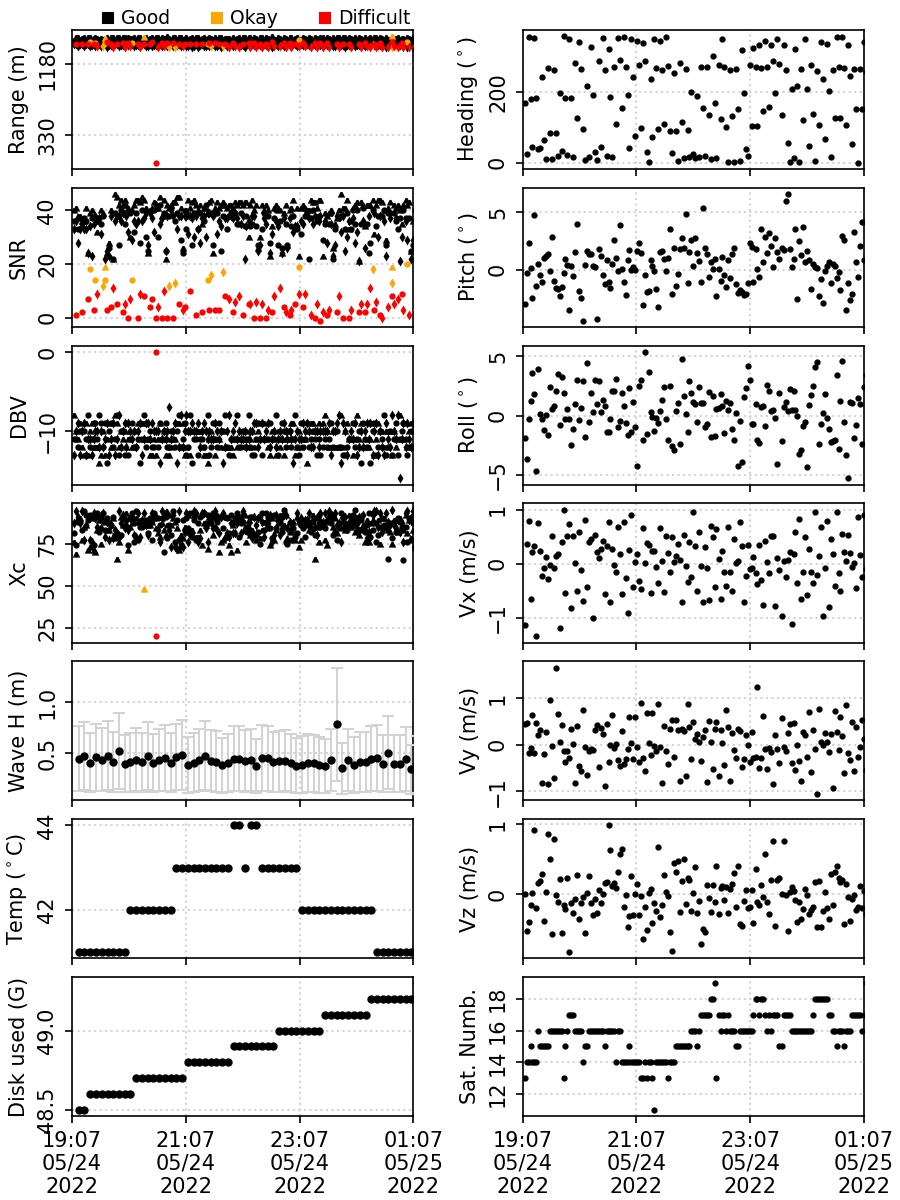 Good Okay Difficult
Range (m)
1180
330
Heading (°)
200
0
SNR
40
20
0
Pitch (°)
5
0
DBV
0
−10
Roll (°)
5
0
−5
Xc
75
50
25
Vx (m/s)
1
0
−1
Wave H (m)
1.0
0.5
Vy (m/s)
1
0
−1
Temp (°C)
44
42
Vz (m/s)
1
0
Disk used (G)
49.0
48.5
Sat. Numb.
18
16
14
12
19:07 21:07 23:07 01:07
05/24 05/24 05/24 05/25
2022 2022 2022 2022
19:07 21:07 23:07 01:07
05/24 05/24 05/24 05/25
2022 2022 2022 2022